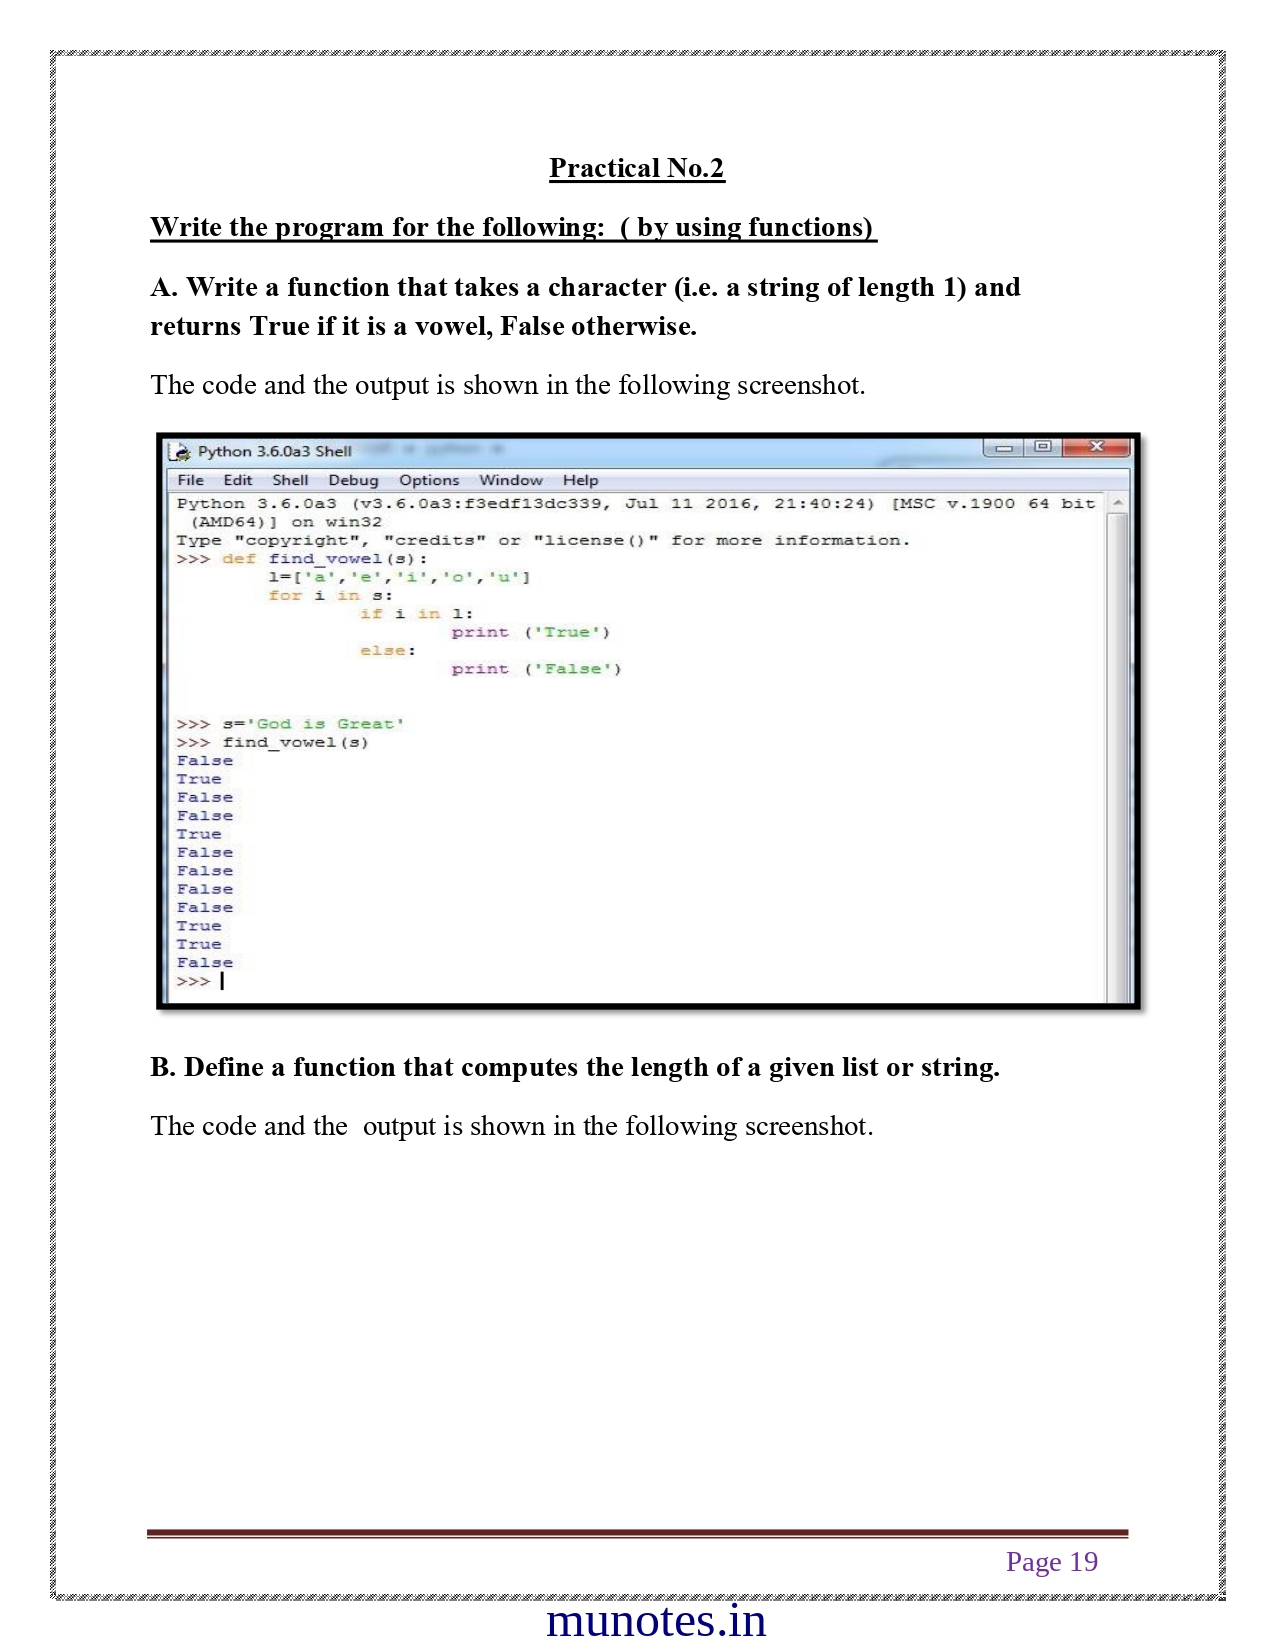 Practical No.2
Write the program for the following:  ( by using functions)
A. Write a function that takes a character (i.e. a string of length 1) and
returns True if it is a vowel, False otherwise.
The code and the output is shown in the following screenshot.
Python 3.6.0a3 Shell
File Edit Shell Debug Options Window Help
Python 3.6.0a3 (v3.6.0a3:f3edf13dc339, Jul 11 2016, 21:40:24) [MSC v.1900 64 bit
 (AMD64)] on win32
Type "copyright", "credits" or "license()" for more information.
>>> def find_vowel(s):
        l=['a','e','i','o','u']
        for i in s:
                if i in l:
                        print ('True')
                else:
                        print ('False')
>>> s='God is Great'
>>> find_vowel(s)
False
True
False
False
True
False
False
False
False
True
True
False
>>>
B. Define a function that computes the length of a given list or string.
The code and the  output is shown in the following screenshot.
Page 19
munotes.in